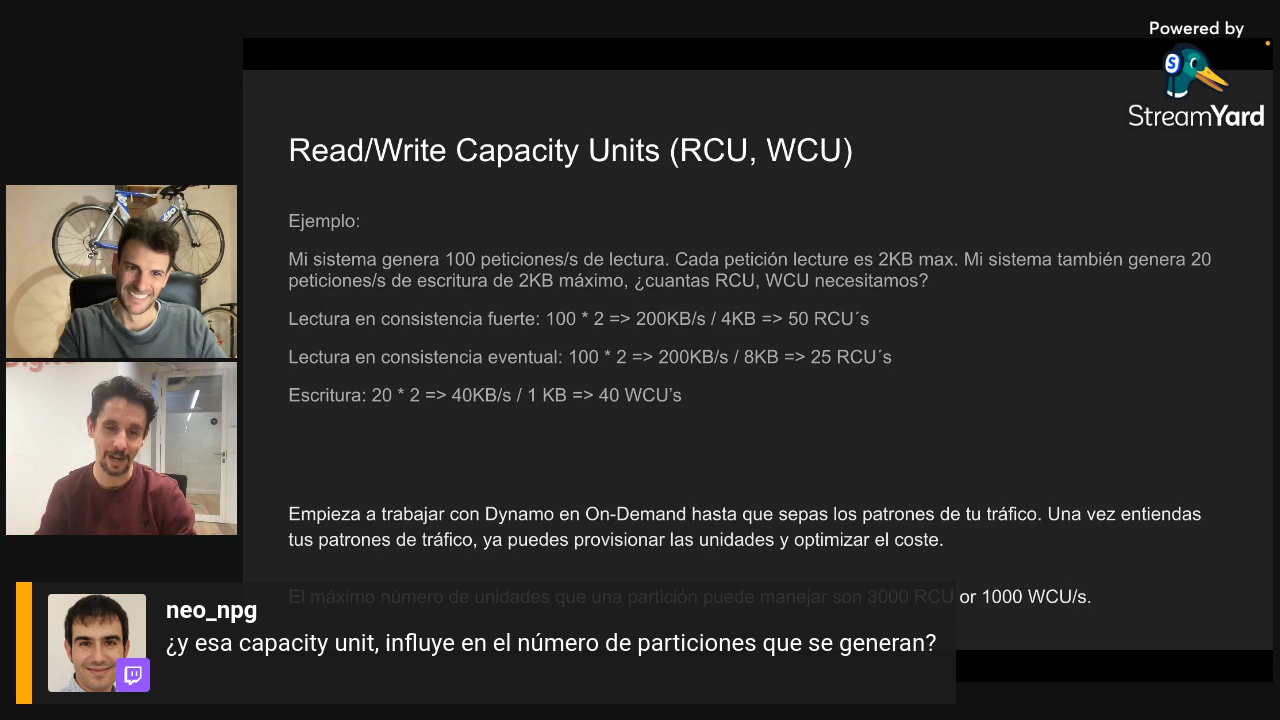 Powered by
StreamYard
Read/Write Capacity Units (RCU, WCU)
Ejemplo:
Mi sistema genera 100 peticiones/s de lectura. Cada petición lecture es 2KB max. Mi sistema también genera 20
peticiones/s de escritura de 2KB máximo, ¿cuantas RCU, WCU necesitamos?
Lectura en consistencia fuerte: 100 * 2 => 200KB/s / 4KB => 50 RCU´s
Lectura en consistencia eventual: 100 * 2 => 200KB/s / 8KB => 25 RCU´s
Escritura: 20 * 2 => 40KB/s / 1 KB => 40 WCU’s
Empieza a trabajar con Dynamo en On-Demand hasta que sepas los patrones de tu tráfico. Una vez entiendas
tus patrones de tráfico, ya puedes provisionar las unidades y optimizar el coste.
El máximo número de unidades que una partición puede manejar son 3000 RCU or 1000 WCU/s.
neo_npg
¿y esa capacity unit, influye en el número de particiones que se generan?